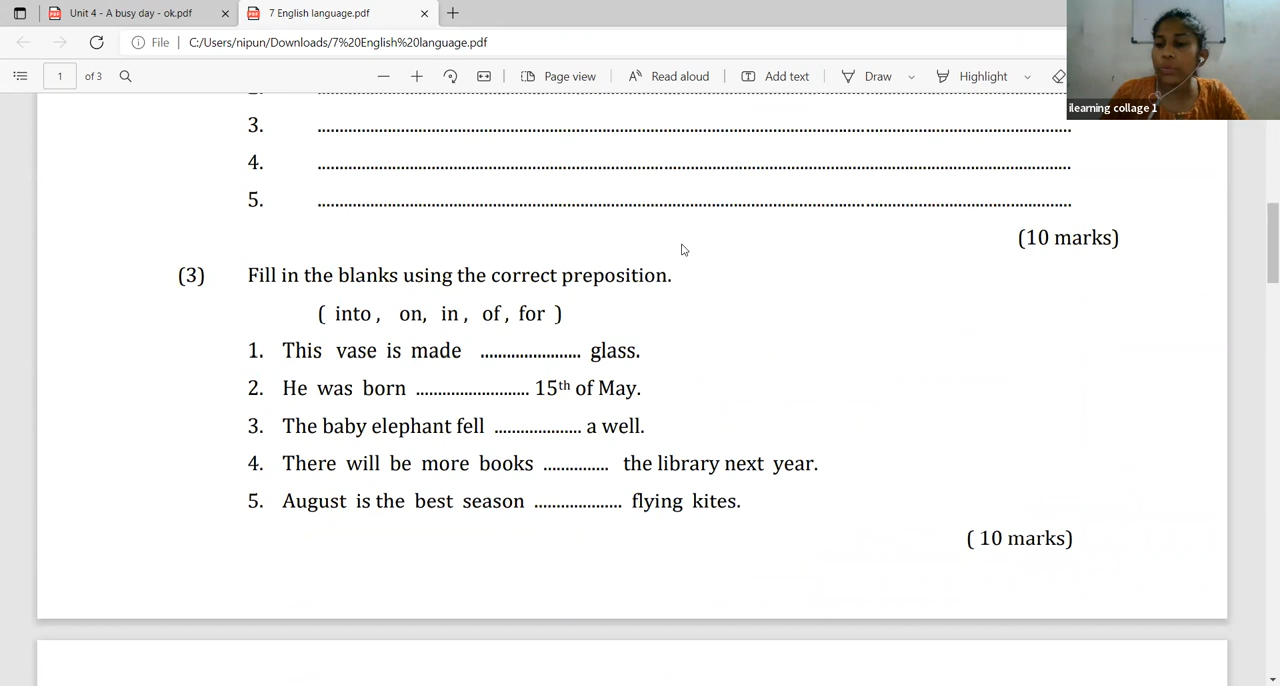 Unit 4 - A busy day - ok.pdf
7 English language.pdf
File | C:/Users/nipun/Downloads/7%20English%20language.pdf
1 of 3 Page view Read aloud Add text Draw Highlight
ilearning collage 1
3. ................................................................
4. ................................................................
5. ................................................................
(10 marks)
(3) Fill in the blanks using the correct preposition.
( into , on, in , of , for )
1. This vase is made ....................... glass.
2. He was born .......................... 15th of May.
3. The baby elephant fell .................... a well.
4. There will be more books ............... the library next year.
5. August is the best season .................... flying kites.
( 10 marks)